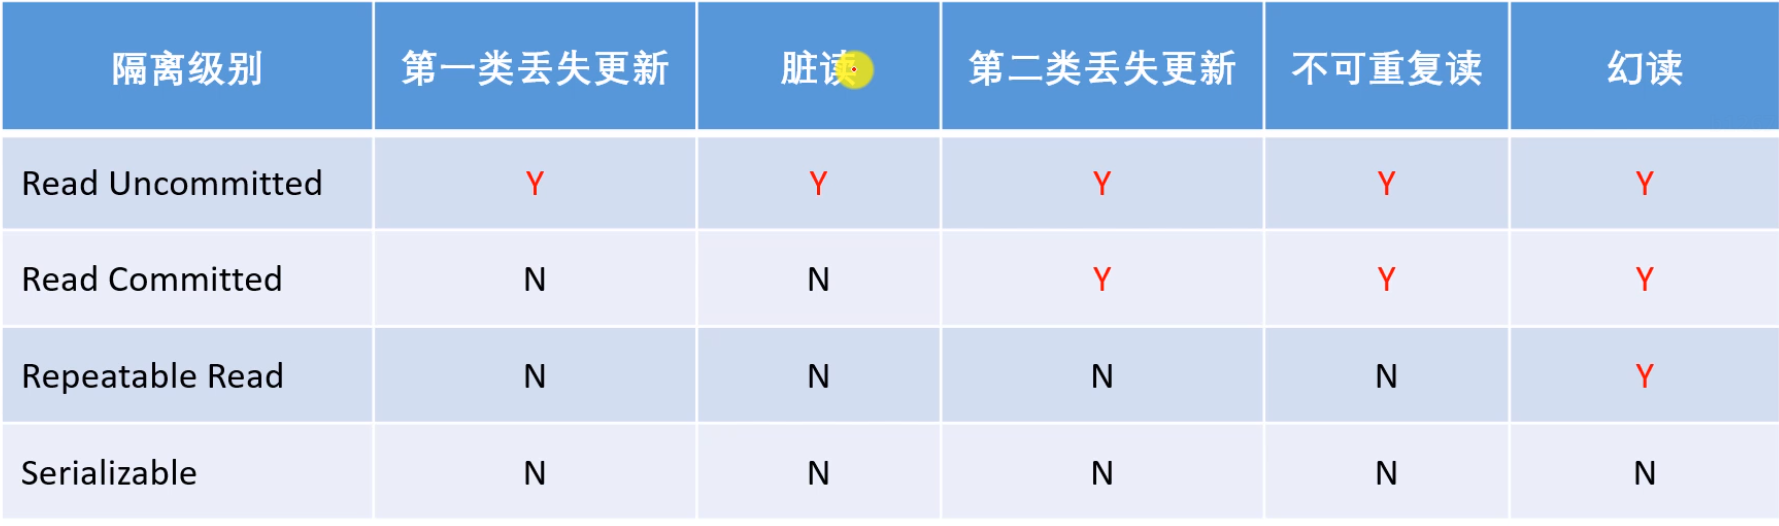 隔离级别 第一类丢失更新 脏读 第二类丢失更新 不可重复读 幻读
Read Uncommitted Y Y Y Y Y
Read Committed N N Y Y Y
Repeatable Read N N N N Y
Serializable N N N N N